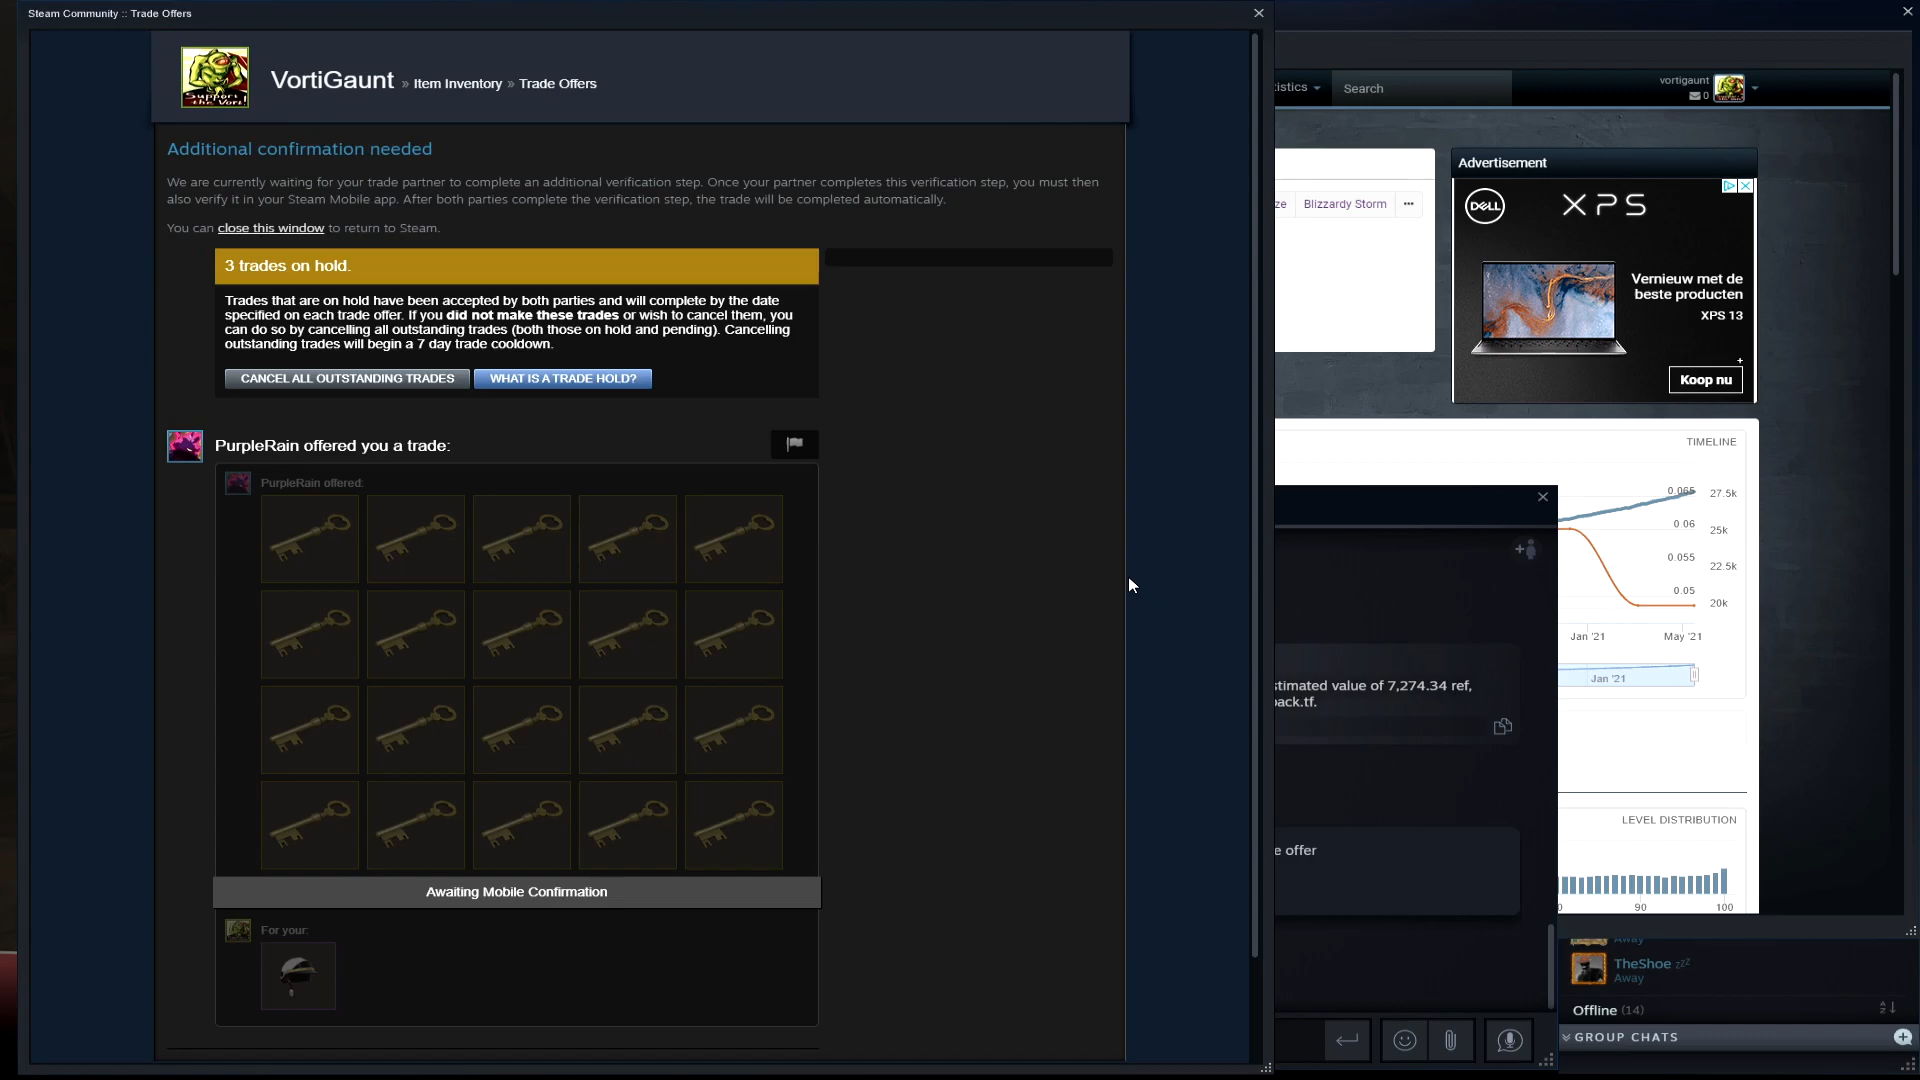 Steam Community :: Trade Offers
VortiGaunt » Item Inventory » Trade Offers
Support the Vort!
Additional confirmation needed
We are currently waiting for your trade partner to complete an additional verification step. Once your partner completes this verification step, you must then
also verify it in your Steam Mobile app. After both parties complete the verification step, the trade will be completed automatically.
You can close this window to return to Steam.
3 trades on hold.
Trades that are on hold have been accepted by both parties and will complete by the date
specified on each trade offer. If you did not make these trades or wish to cancel them, you
can do so by cancelling all outstanding trades (both those on hold and pending). Cancelling
outstanding trades will begin a 7 day trade cooldown.
CANCEL ALL OUTSTANDING TRADES
WHAT IS A TRADE HOLD?
PurpleRain offered you a trade:
PurpleRain offered:
Awaiting Mobile Confirmation
For your:
tistics
Search
vortigaunt
0
ze
Blizzardy Storm
Advertisement
DELL
XPS
Vernieuw met de
beste producten
XPS 13
Koop nu
TIMELINE
0.065
27.5k
0.06
25k
0.055
22.5k
0.05
20k
Jan '21
May '21
Jan '21
timated value of 7,274.34 ref,
pack.tf.
LEVEL DISTRIBUTION
e offer
0
90
100
Away
TheShoe zzz
Away
Offline (14)
GROUP CHATS